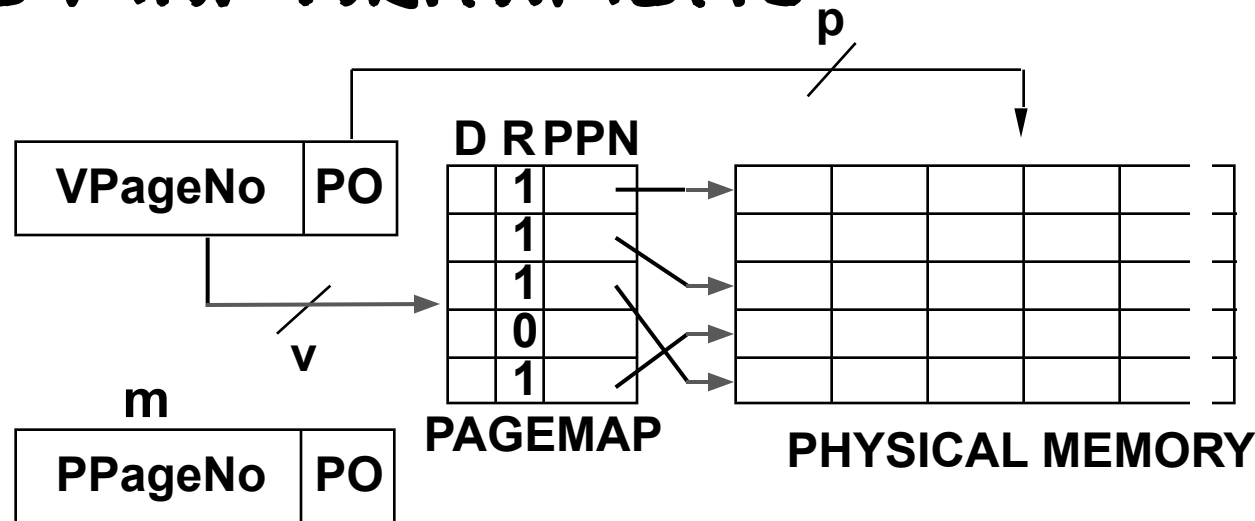 p
D R PPN
VPageNo PO
1
1
1
0
1
v
m
PAGEMAP
PHYSICAL MEMORY
PPageNo PO